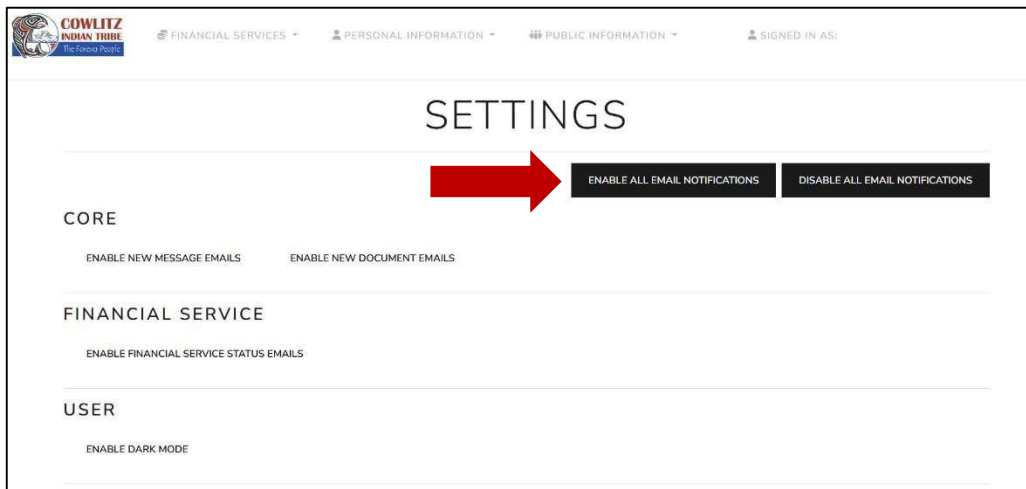 COWLITZ
INDIAN TRIBE
The Forever People
FINANCIAL SERVICES
PERSONAL INFORMATION
PUBLIC INFORMATION
SIGNED IN AS:
SETTINGS
ENABLE ALL EMAIL NOTIFICATIONS
DISABLE ALL EMAIL NOTIFICATIONS
CORE
ENABLE NEW MESSAGE EMAILS
ENABLE NEW DOCUMENT EMAILS
FINANCIAL SERVICE
ENABLE FINANCIAL SERVICE STATUS EMAILS
USER
ENABLE DARK MODE